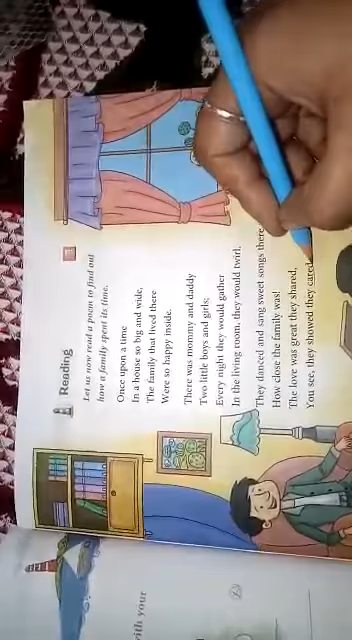 Reading
Let us now read a poem to find out
how a family spent its time.
Once upon a time
In a house so big and wide,
The family that lived there
Were so happy inside.
There was mommy and daddy
Two little boys and girls;
Every night they would gather
In the living room, they would twirl.
They danced and sang sweet songs there
How close the family was!
The love was great they shared,
You see, they showed they cared
with your